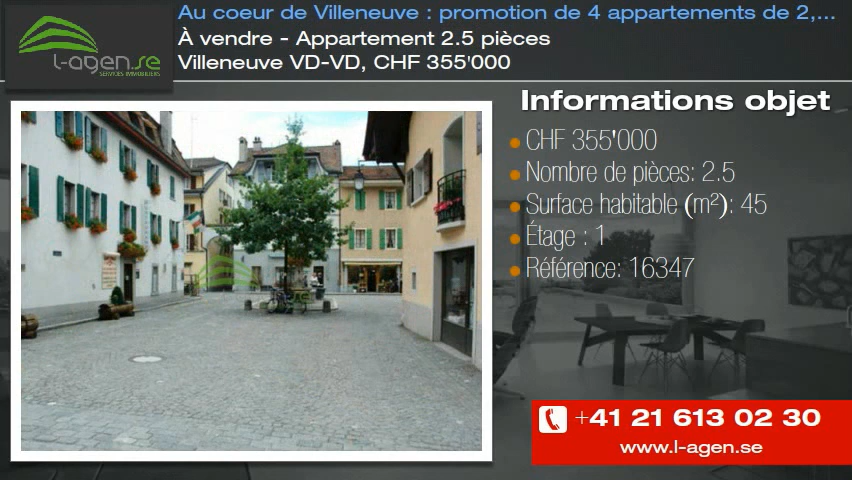 l-agen.se
SERVICES IMMOBILIERS
Au coeur de Villeneuve : promotion de 4 appartements de 2,...
À vendre - Appartement 2.5 pièces
Villeneuve VD-VD, CHF 355'000
Informations objet
CHF 355'000
Nombre de pièces: 2.5
Surface habitable (m²): 45
Étage : 1
Référence: 16347
+41 21 613 02 30
www.l-agen.se